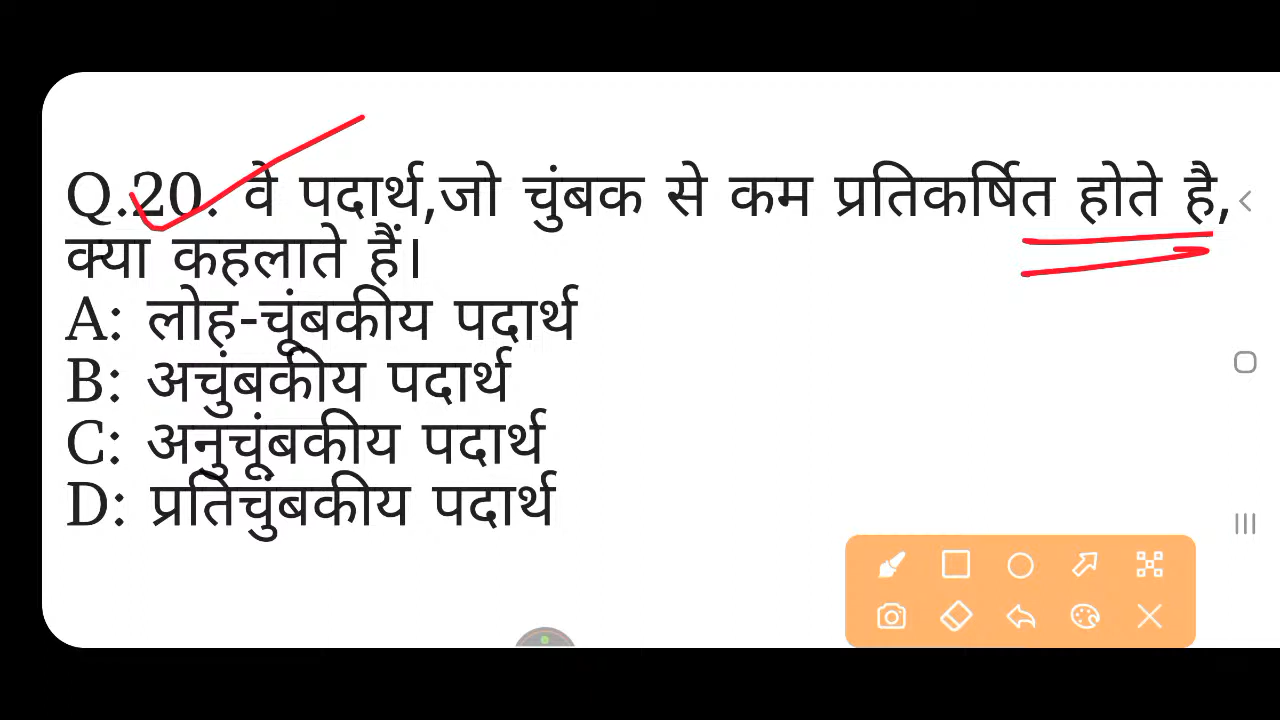 Q.20. वे पदार्थ,जो चुंबक से कम प्रतिकर्षित होते है,
क्या कहलाते हैं।
A: लोह-चूंबकीय पदार्थ
B: अचुंबकीय पदार्थ
C: अनुचूंबकीय पदार्थ
D: प्रतिचुंबकीय पदार्थ